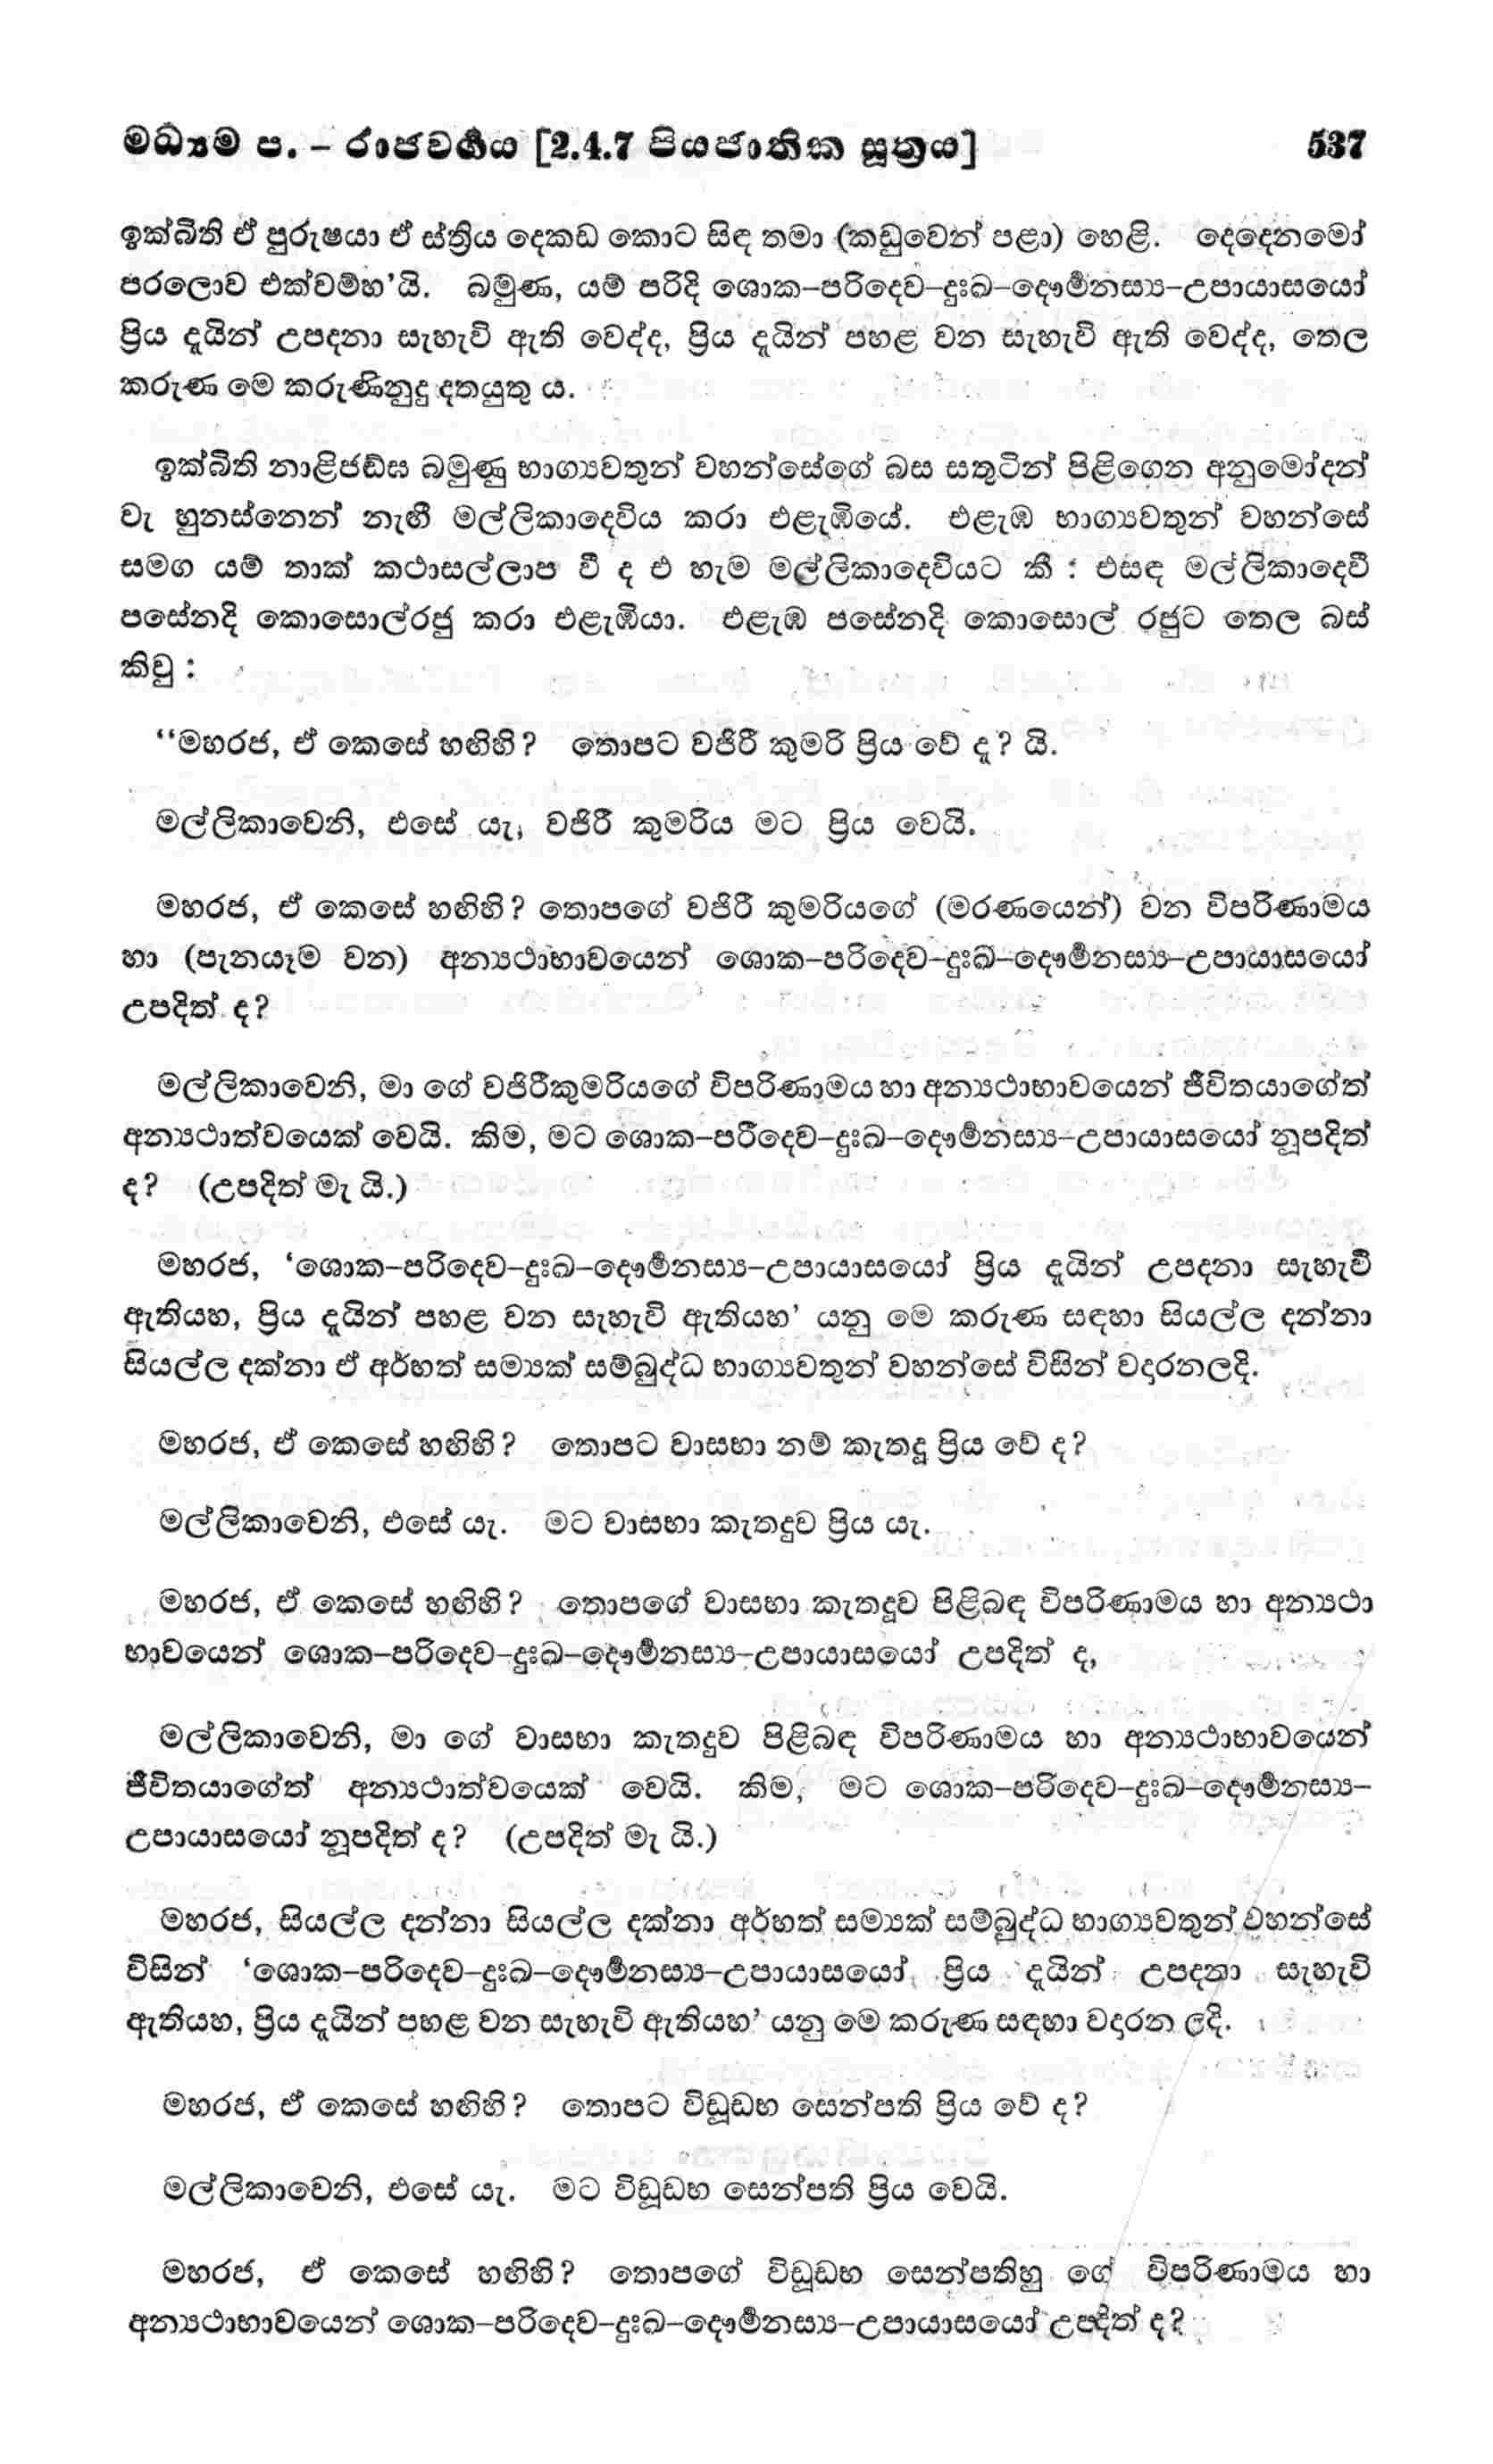 මධ්‍යම ප. – රාජවර්‍ගය [2.4.7 පියජාතික සූත්‍රය] 537
ඉක්බිති ඒ පුරුෂයා ඒ ස්ත්‍රිය දෙකඩ කොට සිඳ තමා (කඩුවෙන් පළා) හෙළි. දෙදෙනමෝ
පරලොව එක්වම්හ’යි. බමුණ, යම් පරිදි ශොක–පරිදෙව–දුඃඛ–දෞර්‍මනස්‍ය–උපායාසයෝ
ප්‍රිය දැයින් උපදනා සැහැවි ඇති වෙද්ද, ප්‍රිය දැයින් පහළ වන සැහැවි ඇති වෙද්ද, තෙල
කරුණ මෙ කරුණිනුදු දතයුතු ය.
ඉක්බිති නාළිජඞ්ඝ බමුණු භාග්‍යවතුන් වහන්සේගේ බස සතුටින් පිළිගෙන අනුමෝදන්
වැ හුනස්නෙන් නැඟී මල්ලිකාදෙවිය කරා එළැඹියේ. එළැඹ භාග්‍යවතුන් වහන්සේ
සමග යම් තාක් කථාසල්ලාප වී ද එ හැම මල්ලිකාදෙවියට කී : එසඳ මල්ලිකාදෙවී
පසේනදි කොසොල්රජු කරා එළැඹියා. එළැඹ පසේනදි කොසොල් රජුට තෙල බස්
කිවු :
‘‘මහරජ, ඒ කෙසේ හඟිහි? තොපට වජිරී කුමරි ප්‍රිය වේ දැ? යි.
මල්ලිකාවෙනි, එසේ යැ, වජිරී කුමරිය මට ප්‍රිය වෙයි.
මහරජ, ඒ කෙසේ හඟිහි? තොපගේ වජිරී කුමරියගේ (මරණයෙන්) වන විපරිණාමය
හා (පැනයෑම වන) අන්‍යථාභාවයෙන් ශොක–පරිදෙව–දුඃඛ–දෞර්‍මනස්‍ය–උපායාසයෝ
උපදිත් ද?
මල්ලිකාවෙනි, මා ගේ වජිරීකුමරියගේ විපරිණාමය හා අන්‍යථාභාවයෙන් ජීවිතයාගේත්
අන්‍යථාත්වයෙක් වෙයි. කිම, මට ශොක–පරිදෙව–දුඃඛ–දෞර්‍මනස්‍ය–උපායාසයෝ නූපදිත්
ද? (උපදිත් මැ යි.)
මහරජ, ‘ශොක–පරිදෙව–දුඃඛ–දෞර්‍මනස්‍ය–උපායාසයෝ ප්‍රිය දැයින් උපදනා සැහැවි
ඇතියහ, ප්‍රිය දැයින් පහළ වන සැහැවි ඇතියහ’ යනු මෙ කරුණ සඳහා සියල්ල දන්නා
සියල්ල දක්නා ඒ අර්හත් සම්‍යක් සම්බුද්ධ භාග්‍යවතුන් වහන්සේ විසින් වදාරනලදි.
මහරජ, ඒ කෙසේ හඟිහි? තොපට වාසභා නම් කැතදූ ප්‍රිය වේ ද?
මල්ලිකාවෙනි, එසේ යැ. මට වාසභා කැතදුව ප්‍රිය යැ.
මහරජ, ඒ කෙසේ හඟිහි? තොපගේ වාසභා කැතදූව පිළිබඳ විපරිණාමය හා අන්‍යථා
භාවයෙන් ශොක–පරිදෙව–දුඃඛ–දෞර්‍මනස්‍ය–උපායාසයෝ උපදිත් ද,
මල්ලිකාවෙනි, මා ගේ වාසභා කැතදුව පිළිබඳ විපරිණාමය හා අන්‍යථාභාවයෙන්
ජීවිතයාගේත් අන්‍යථාත්වයෙක් වෙයි. කිම, මට ශොක–පරිදෙව–දුඃඛ–දෞර්‍මනස්‍ය–
උපායාසයෝ නූපදිත් ද? (උපදිත් මැ යි.)
මහරජ, සියල්ල දන්නා සියල්ල දක්නා අර්හත් සම්‍යක් සම්බුද්ධ භාග්‍යවතුන් වහන්සේ
විසින් ‘ශොක–පරිදෙව–දුඃඛ–දෞර්‍මනස්‍ය–උපායාසයෝ ප්‍රිය දැයින් උපදනා සැහැවි
ඇතියහ, ප්‍රිය දැයින් පහළ වන සැහැවි ඇතියහ’ යනු මෙ කරුණ සඳහා වදාරන ලදි.
මහරජ, ඒ කෙසේ හඟිහි? තොපට විඩූඩභ සෙන්පති ප්‍රිය වේ ද?
මල්ලිකාවෙනි, එසේ යැ. මට විඩූඩභ සෙන්පති ප්‍රිය වෙයි.
මහරජ, ඒ කෙසේ හඟිහි? තොපගේ විඩූඩභ සෙන්පතිහු ගේ විපරිණාමය හා
අන්‍යථාභාවයෙන් ශොක–පරිදෙව–දුඃඛ–දෞර්‍මනස්‍ය–උපායාසයෝ උපදිත් ද?